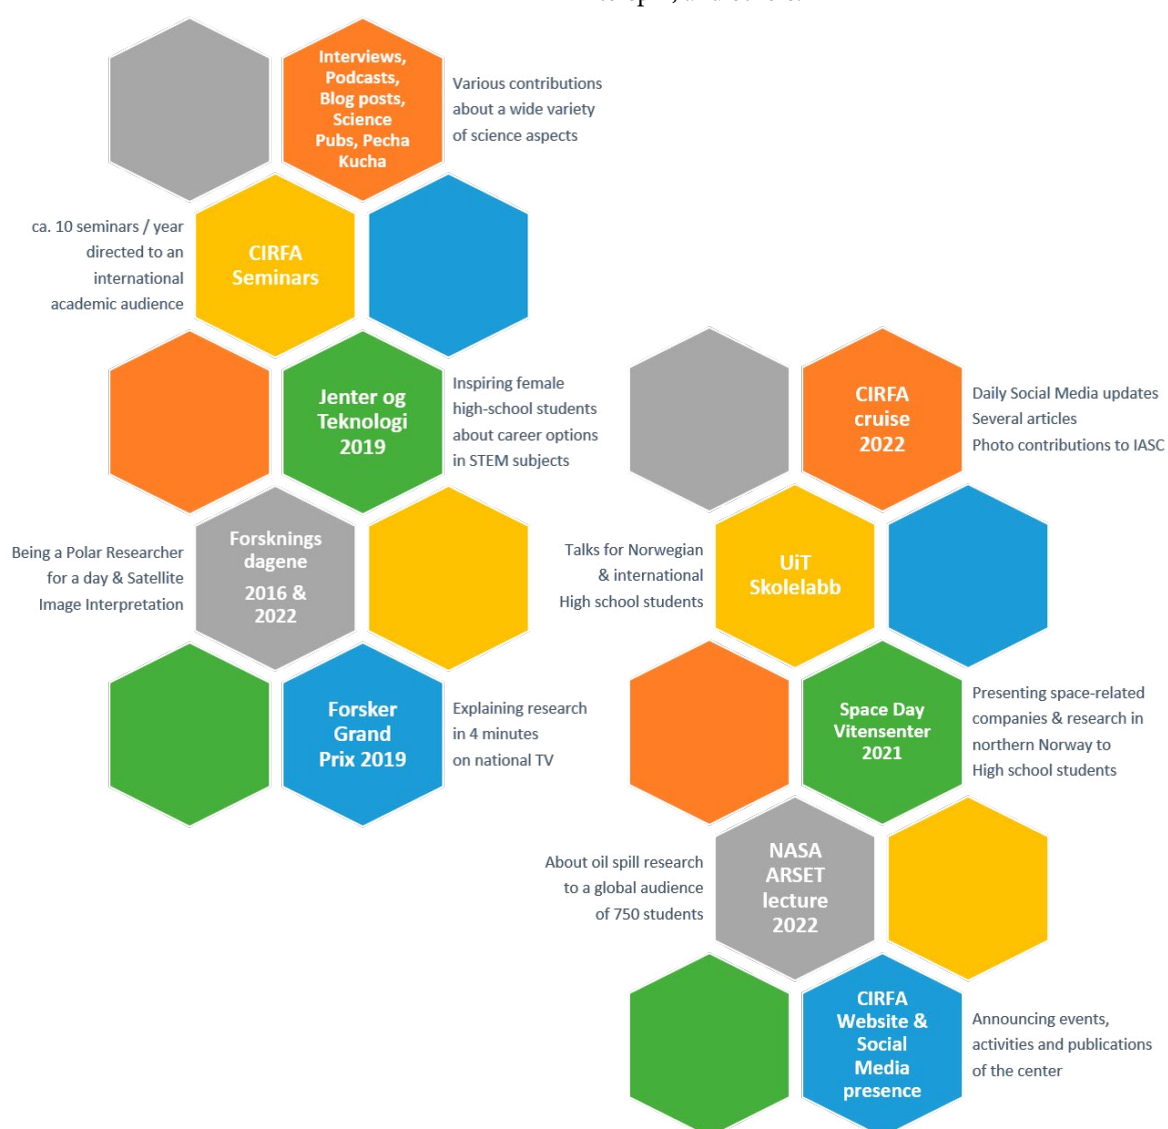 Interviews,
Podcasts,
Blog posts,
Science
Pubs, Pecha
Kucha
Various contributions
about a wide variety
of science aspects
ca. 10 seminars / year
directed to an
international
academic audience
CIRFA
Seminars
Jenter og
Teknologi
2019
Inspiring female
high-school students
about career options
in STEM subjects
Being a Polar Researcher
for a day & Satellite
Image Interpretation
Forsknings
dagene
2016 &
2022
Forsker
Grand
Prix 2019
Explaining research
in 4 minutes
on national TV
CIRFA
cruise
2022
Daily Social Media updates
Several articles
Photo contributions to IASC
Talks for Norwegian
& international
High school students
UiT
Skolelabb
Space Day
Vitensenter
2021
Presenting space-related
companies & research in
northern Norway to
High school students
About oil spill research
to a global audience
of 750 students
NASA
ARSET
lecture
2022
CIRFA
Website &
Social
Media
presence
Announcing events,
activities and publications
of the center